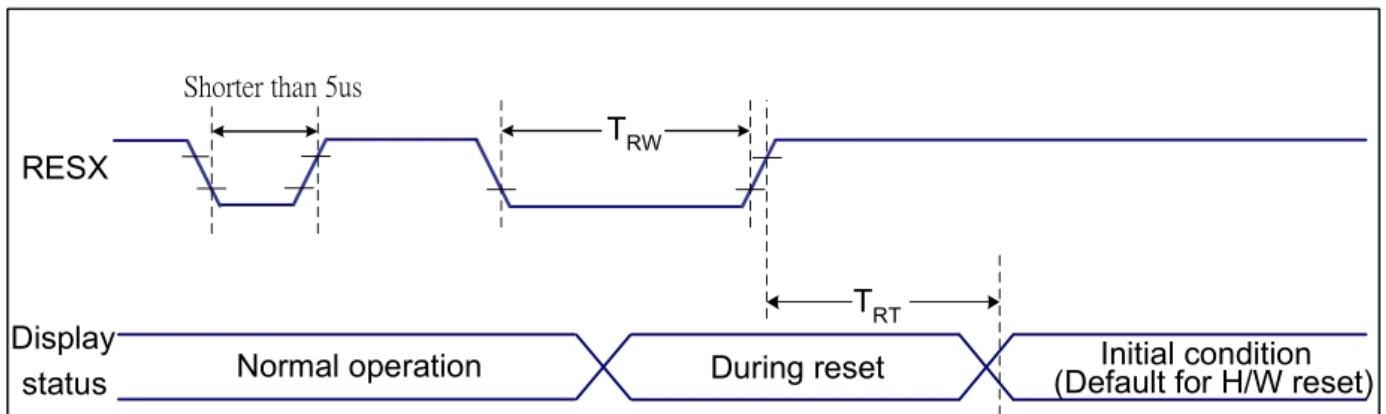 Shorter than 5us
TRW
RESX
TRT
Display
status
Normal operation
During reset
Initial condition
(Default for H/W reset)